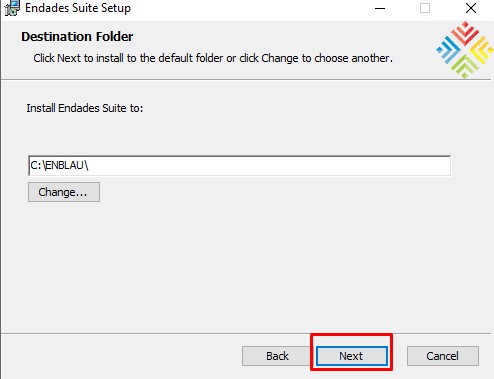 Endades Suite Setup
Destination Folder
Click Next to install to the default folder or click Change to choose another.
Install Endades Suite to:
C:\ENBLAU\
Change...
Back Next Cancel